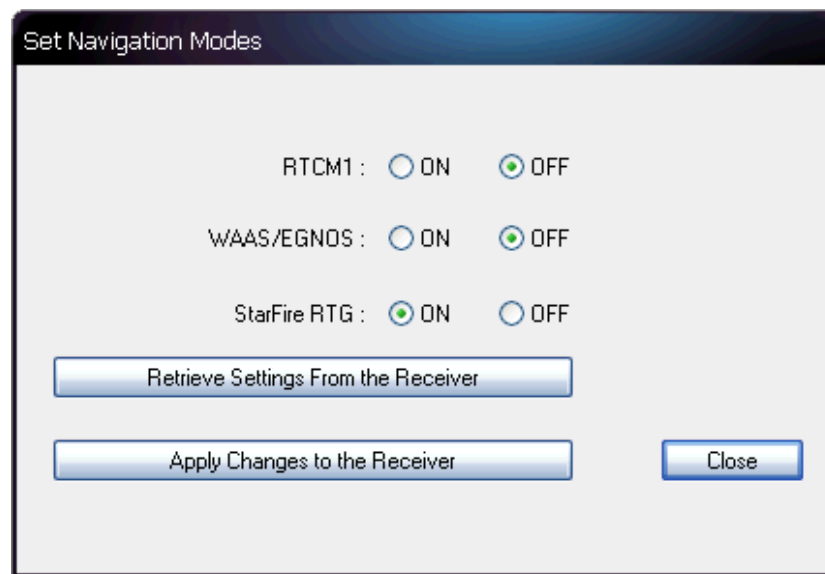 Set Navigation Modes
RTCM1 : ON OFF
WAAS/EGNOS : ON OFF
StarFire RTG : ON OFF
Retrieve Settings From the Receiver
Apply Changes to the Receiver Close